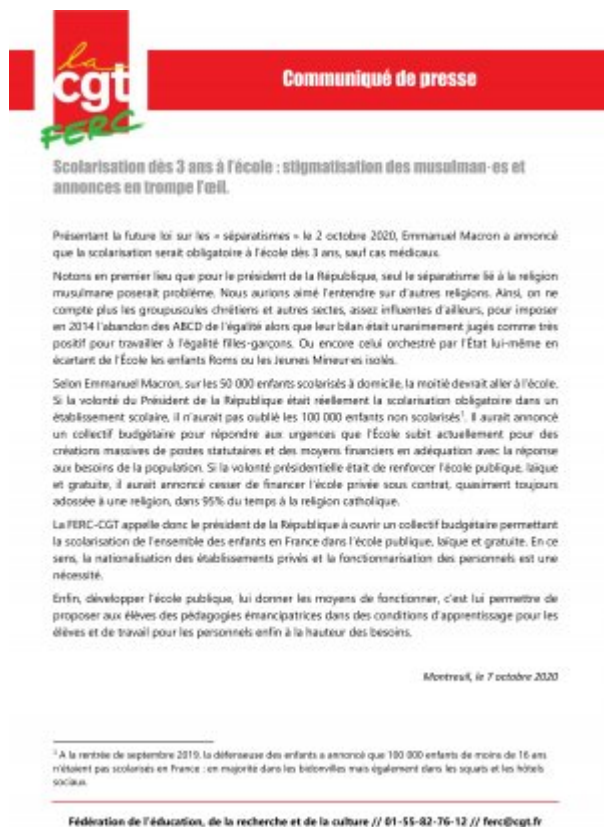 la
cgt
FERC
Communiqué de presse
Scolarisation dès 3 ans à l'école : stigmatisation des musulman·es et
annonces en trompe l'œil.
Présentant la future loi sur les « séparatismes » le 2 octobre 2020, Emmanuel Macron a annoncé
que la scolarisation serait obligatoire à l'école dès 3 ans, sauf cas médicaux.
Notons en premier lieu que pour le président de la République, seul le séparatisme lié à la religion
musulmane poserait problème. Nous aurions aimé l'entendre sur d'autres religions. Ainsi, on ne
compte plus les groupuscules chrétiens et autres sectes, assez influentes d'ailleurs, pour imposer
en 2014 l'abandon des ABCD de l'égalité alors que leur bilan était unanimement jugés comme très
positif pour travailler à l'égalité filles-garçons. Ou encore celui orchestré par l'État lui-même en
écartant de l'École les enfants Roms ou les Jeunes Mineur·es isolés.
Selon Emmanuel Macron, sur les 50 000 enfants scolarisés à domicile, la moitié devrait aller à l'école.
Si la volonté du Président de la République était réellement la scolarisation obligatoire dans un
établissement scolaire, il n'aurait pas oublié les 100 000 enfants non scolarisés¹. Il aurait annoncé
un collectif budgétaire pour répondre aux urgences que l'École subit actuellement pour des
créations massives de postes statutaires et des moyens financiers en adéquation avec la réponse
aux besoins de la population. Si la volonté présidentielle était de renforcer l'école publique, laïque
et gratuite, il aurait annoncé cesser de financer l'école privée sous contrat, quasiment toujours
adossée à une religion, dans 95% du temps à la religion catholique.
La FERC-CGT appelle donc le président de la République à ouvrir un collectif budgétaire permettant
la scolarisation de l'ensemble des enfants en France dans l'école publique, laïque et gratuite. En ce
sens, la nationalisation des établissements privés et la fonctionnarisation des personnels est une
nécessité.
Enfin, développer l'école publique, lui donner les moyens de fonctionner, c'est lui permettre de
proposer aux élèves des pédagogies émancipatrices dans des conditions d'apprentissage pour les
élèves et de travail pour les personnels enfin à la hauteur des besoins.
Montreuil, le 7 octobre 2020
¹ A la rentrée de septembre 2019, la défenseuse des enfants a annoncé que 100 000 enfants de moins de 16 ans
n'étaient pas scolarisés en France : en majorité dans les bidonvilles mais également dans les squats et les hôtels
sociaux.
Fédération de l'éducation, de la recherche et de la culture // 01-55-82-76-12 // ferc@cgt.fr